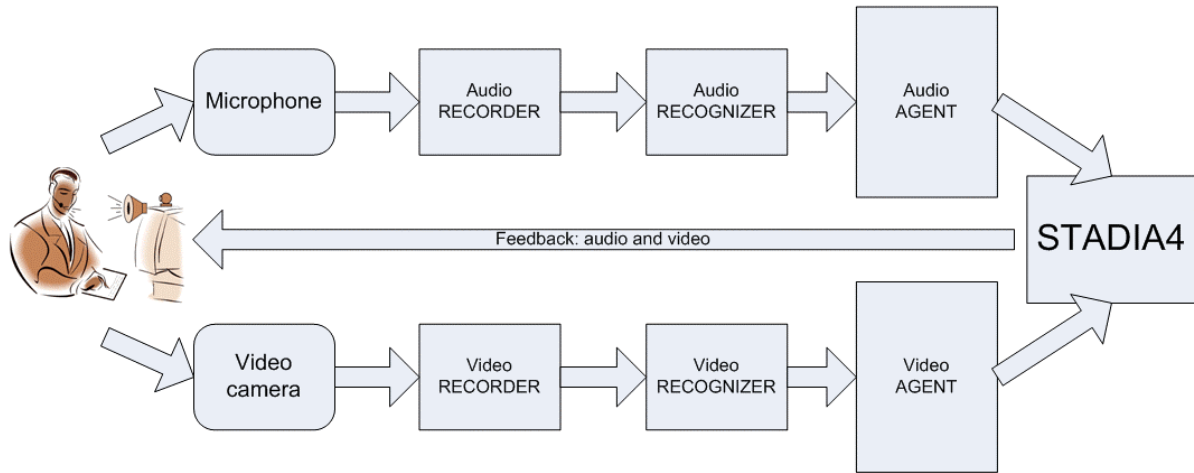 Microphone
Audio
RECORDER
Audio
RECOGNIZER
Audio
AGENT
Feedback: audio and video
STADIA4
Video
camera
Video
RECORDER
Video
RECOGNIZER
Video
AGENT